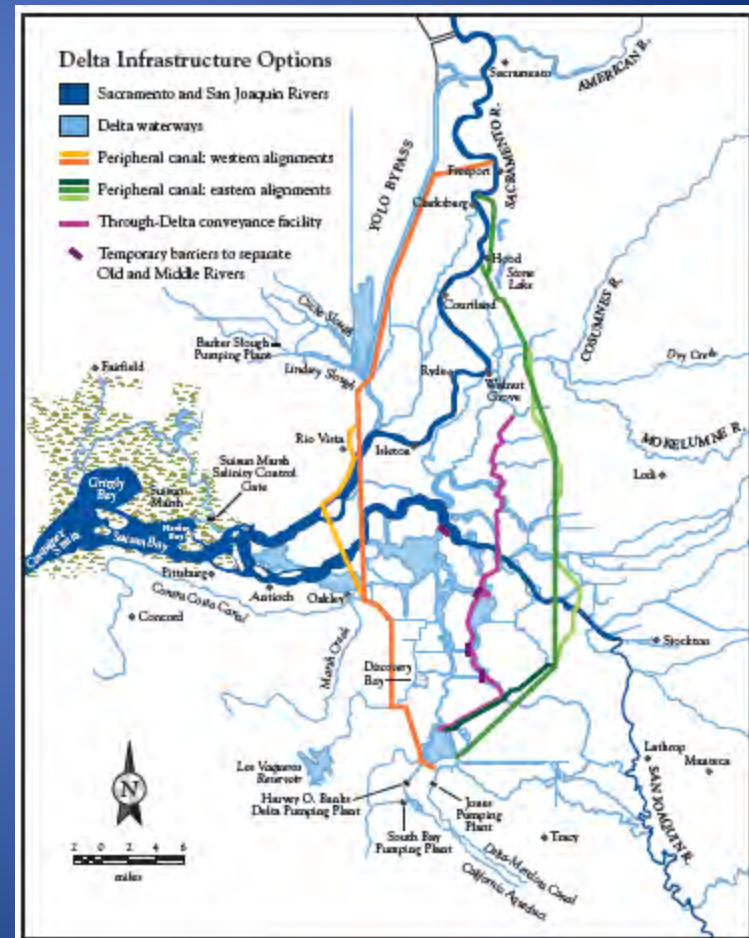 Delta Infrastructure Options
Sacramento and San Joaquin Rivers
Delta waterways
Peripheral canal: western alignments
Peripheral canal: eastern alignments
Through-Delta conveyance facility
Temporary barriers to separate
Old and Middle Rivers
Sacramento
AMERICAN R.
SACRAMENTO R.
YOLO BYPASS
Freeport
Clarksburg
Hood
Stone
Lake
Courtland
COSUMNES R.
Cache Slough
Barker Slough
Pumping Plant
Lindsey Slough
Fairfield
Ryde
Walnut
Grove
Dry Creek
MOKELUMNE R.
Rio Vista
Isleton
Lodi
Suisun Marsh
Salinity Control
Gate
Grizzly
Bay
Suisun
Marsh
Suisun Bay
Pittsburg
Contra Costa Canal
Antioch
Oakley
Concord
Marsh Creek
Discovery
Bay
Stockton
Lathrop
Manteca
SAN JOAQUIN R.
Los Vaqueros
Reservoir
Harvey O. Banks
Delta Pumping Plant
Jones
Pumping
Plant
South Bay
Pumping Plant
Tracy
Delta-Mendota Canal
California Aqueduct
N
2 0 2 4 6
miles